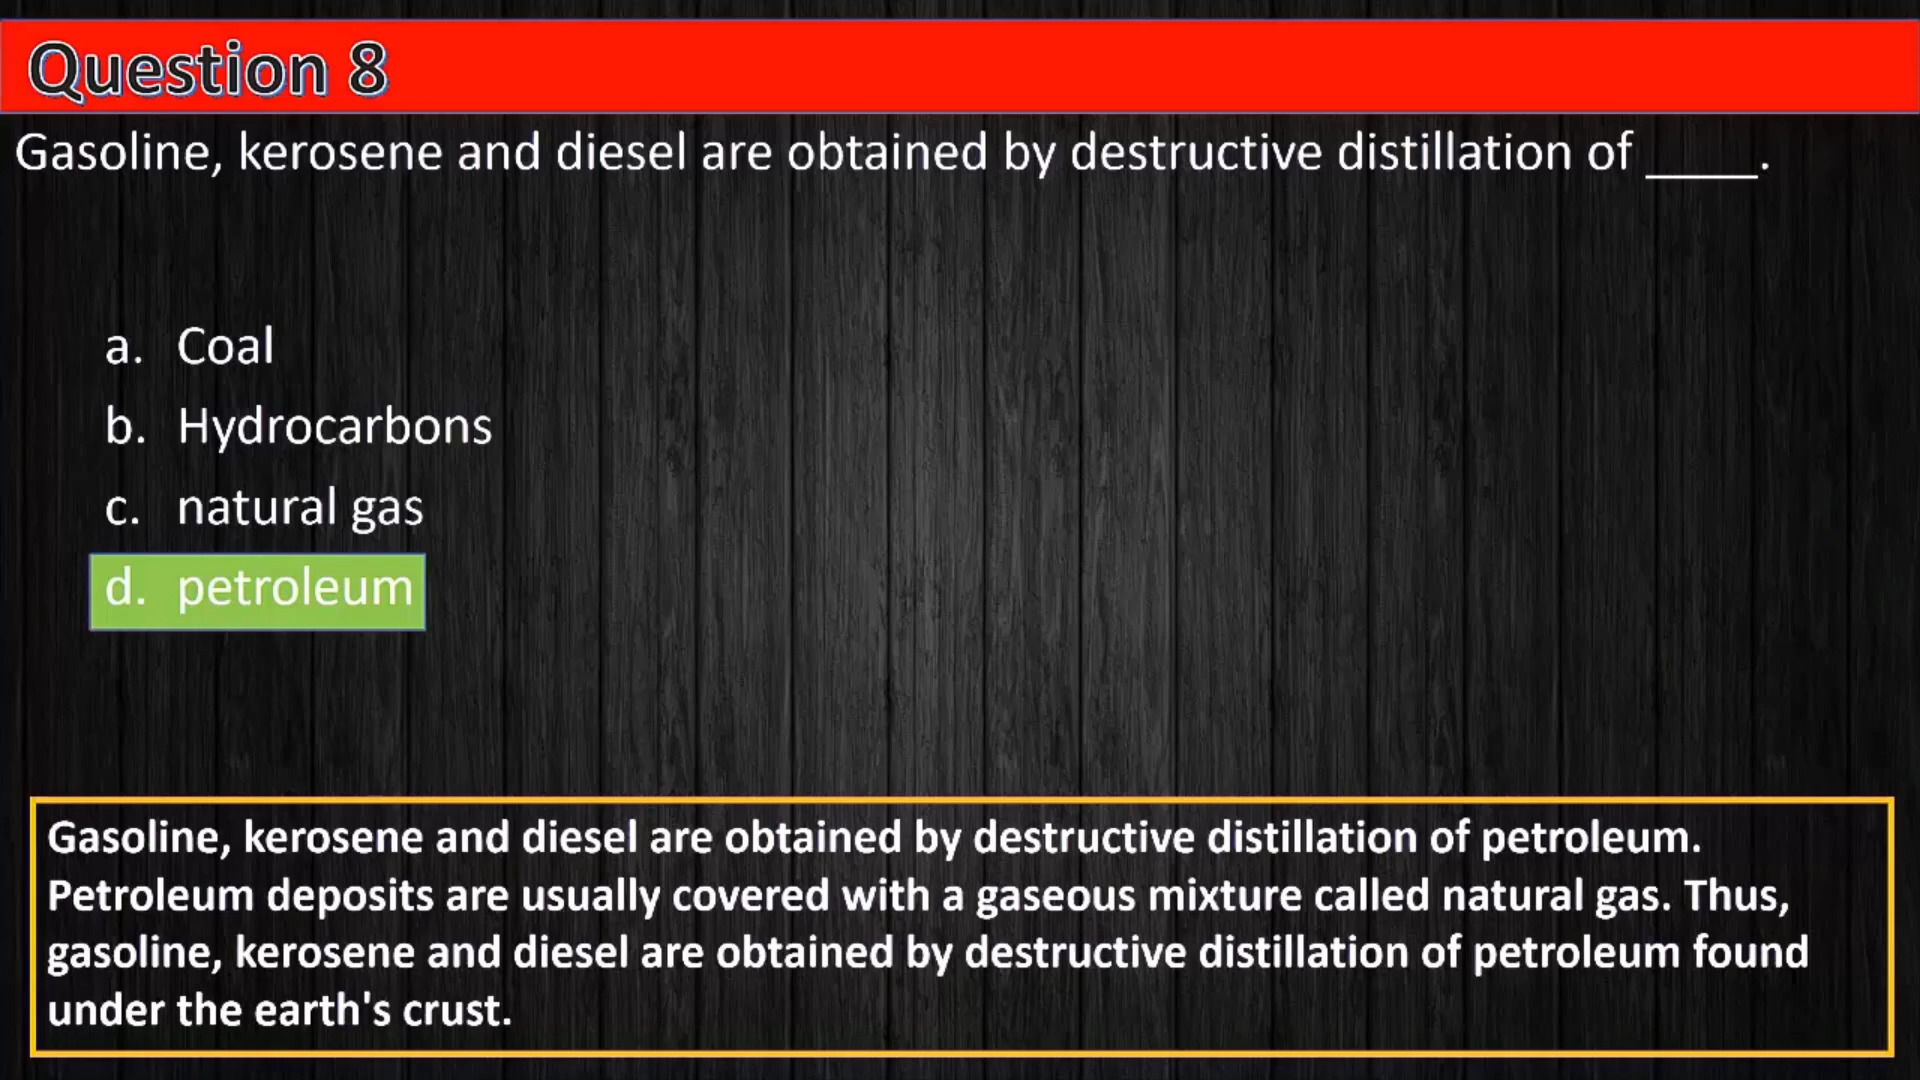 Question 8
Gasoline, kerosene and diesel are obtained by destructive distillation of ____.
a. Coal
b. Hydrocarbons
c. natural gas
d. petroleum
Gasoline, kerosene and diesel are obtained by destructive distillation of petroleum.
Petroleum deposits are usually covered with a gaseous mixture called natural gas. Thus,
gasoline, kerosene and diesel are obtained by destructive distillation of petroleum found
under the earth's crust.